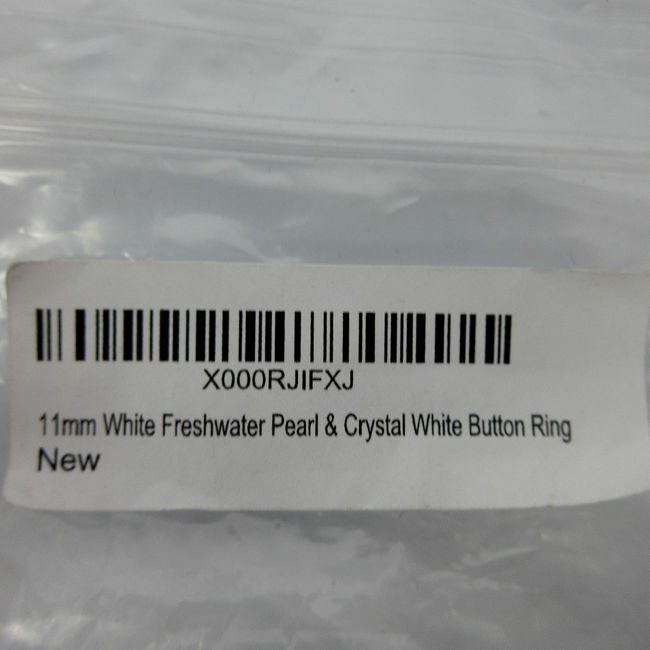 X000RJIFXJ
11mm White Freshwater Pearl & Crystal White Button Ring
New